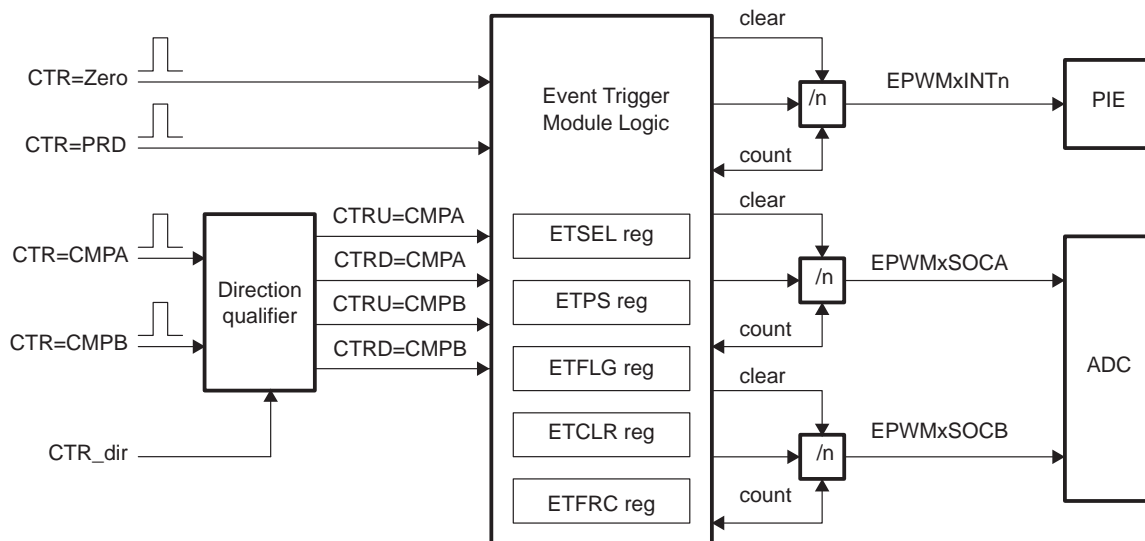 CTR=Zero
CTR=PRD
CTR=CMPA
CTR=CMPB
CTR_dir
Direction
qualifier
CTRU=CMPA
CTRD=CMPA
CTRU=CMPB
CTRD=CMPB
Event Trigger
Module Logic
ETSEL reg
ETPS reg
ETFLG reg
ETCLR reg
ETFRC reg
clear
/n
count
EPWMxINTn
PIE
clear
/n
count
EPWMxSOCA
clear
/n
count
EPWMxSOCB
ADC